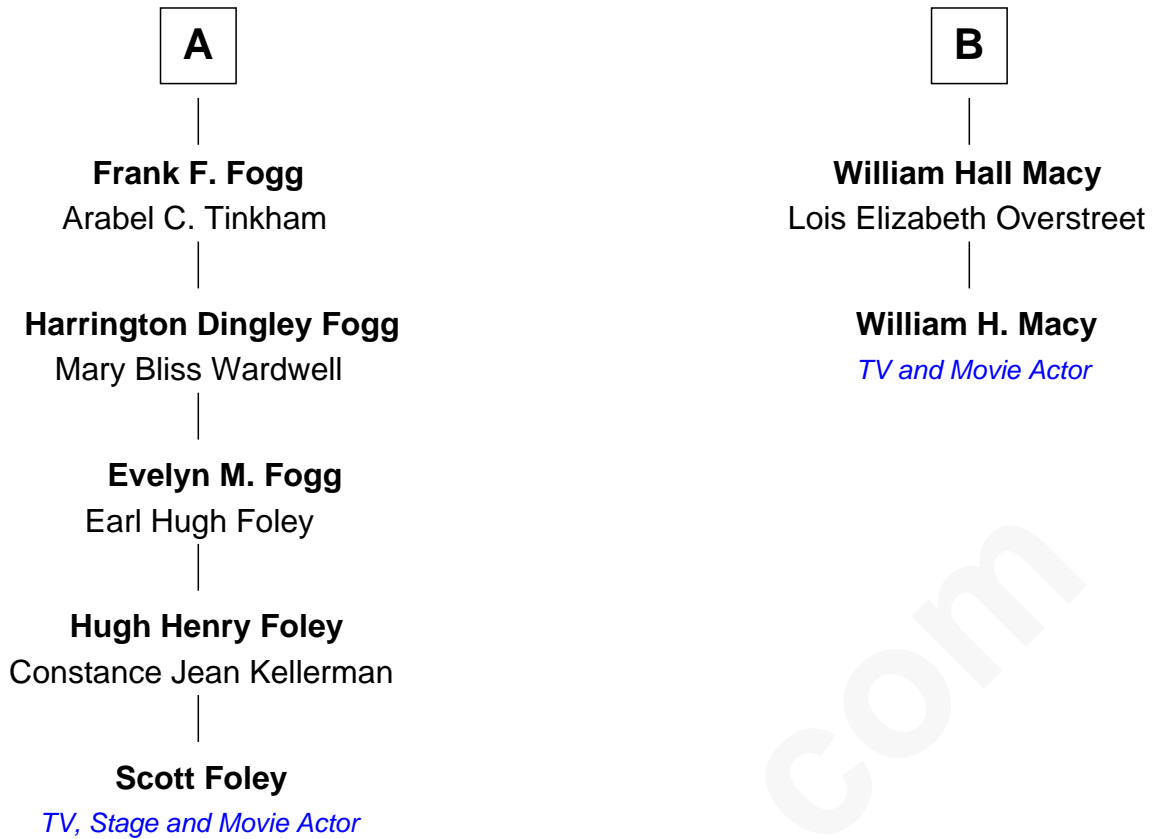 A
Frank F. Fogg
Arabel C. Tinkham
Harrington Dingley Fogg
Mary Bliss Wardwell
Evelyn M. Fogg
Earl Hugh Foley
Hugh Henry Foley
Constance Jean Kellerman
Scott Foley
TV, Stage and Movie Actor
B
William Hall Macy
Lois Elizabeth Overstreet
William H. Macy
TV and Movie Actor
com